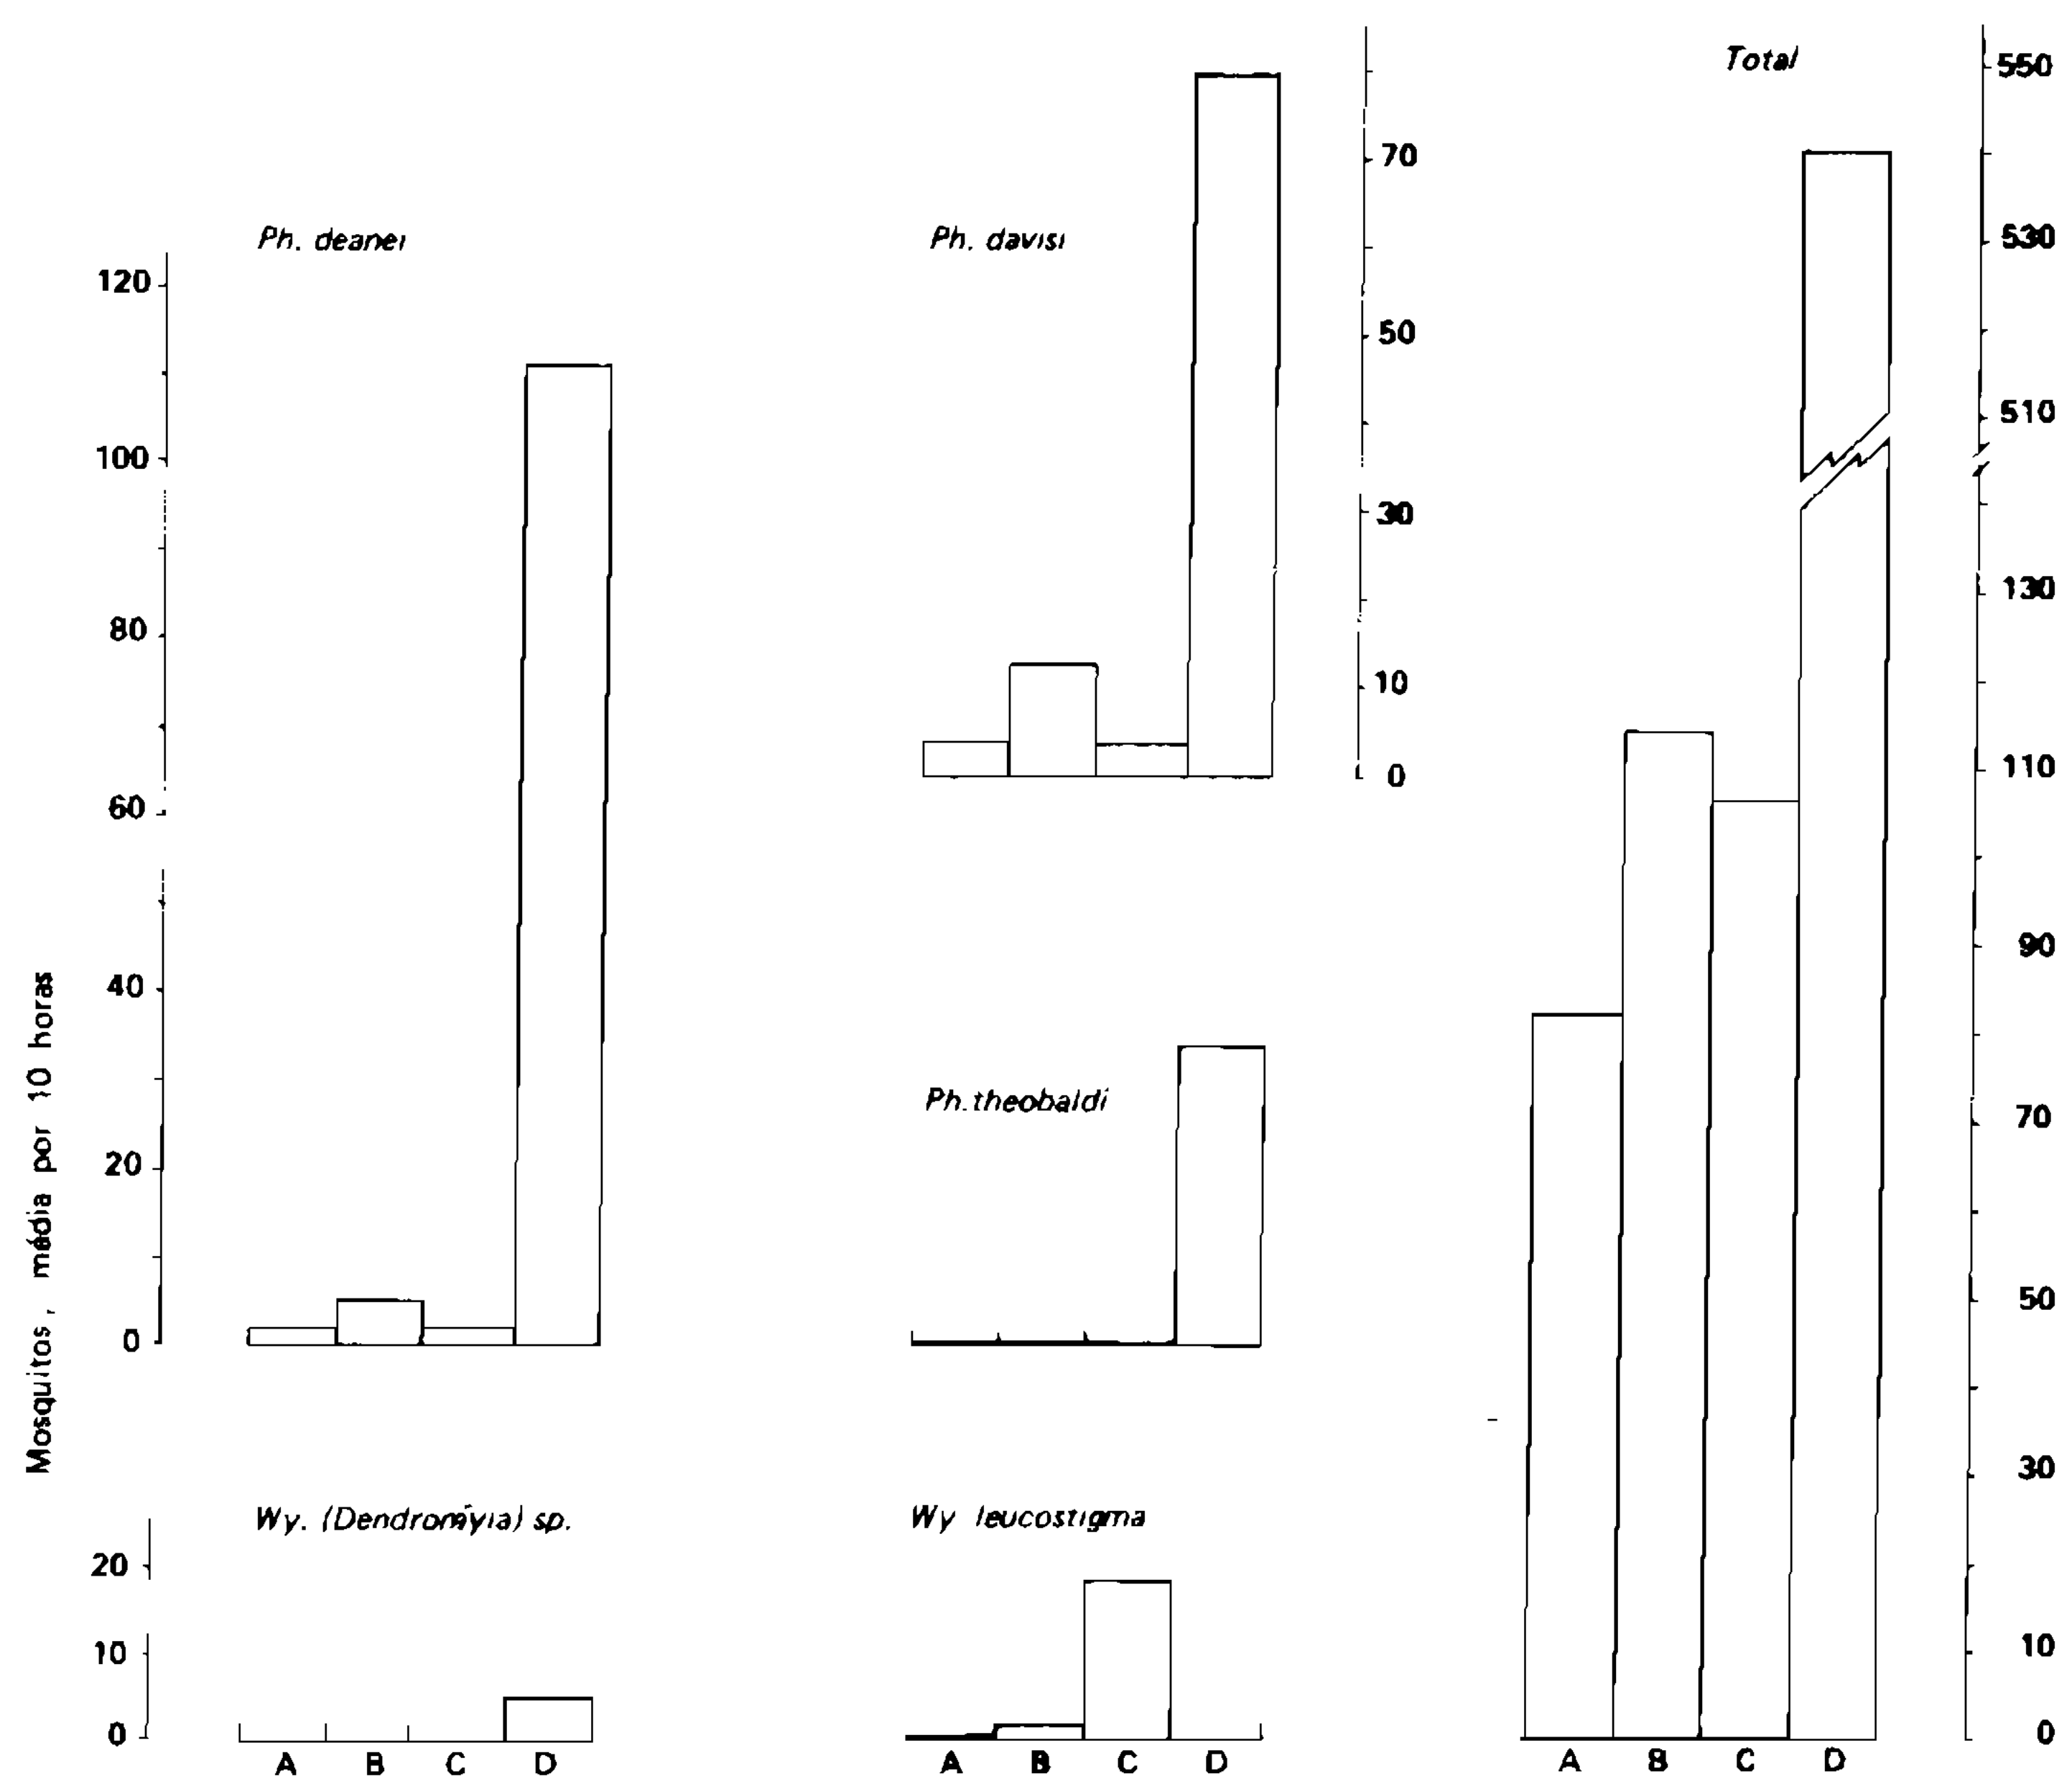 Mosquitos, média por 10 horas
Ph. deanei
120
100
80
60
40
20
0
Ph. davisi
70
50
30
10
0
Ph. theobaldi
Wy. (Dendromyia) sp.
20
10
0
A B C D
Wy leucostigma
A B C D
Total
550
530
510
130
110
90
70
50
30
10
0
A B C D